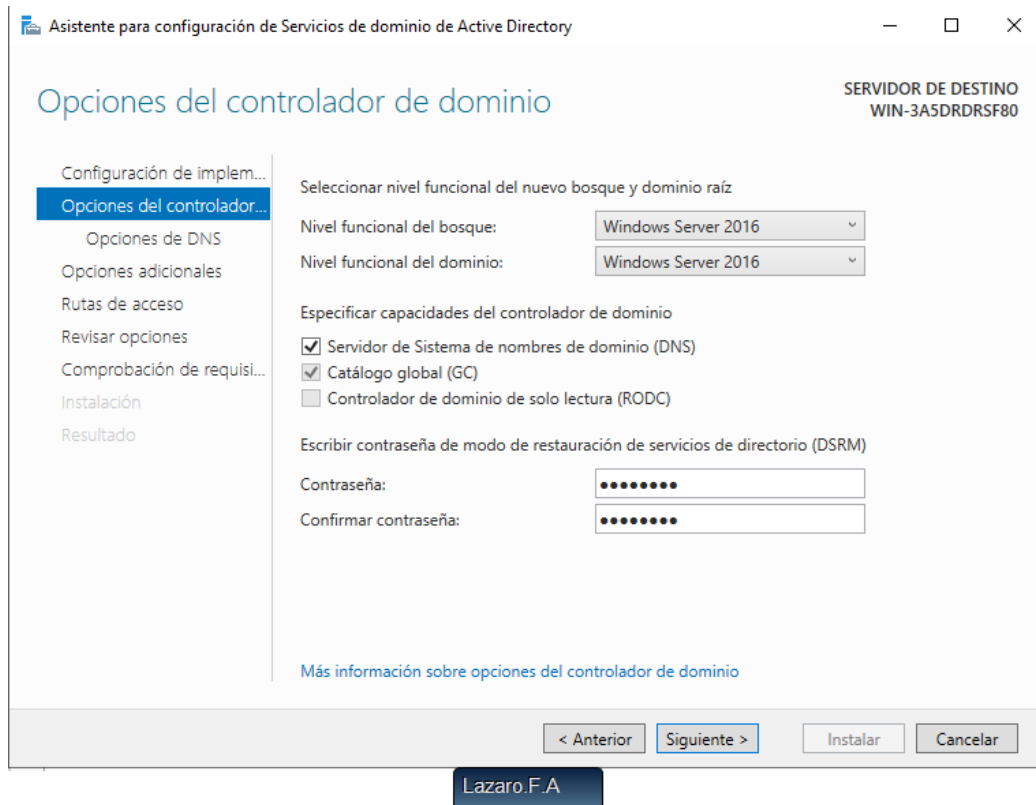 Asistente para configuración de Servicios de dominio de Active Directory
Opciones del controlador de dominio
SERVIDOR DE DESTINO
WIN-3A5DRDRSF80
Configuración de implem...
Opciones del controlador...
Opciones de DNS
Opciones adicionales
Rutas de acceso
Revisar opciones
Comprobación de requisi...
Instalación
Resultado
Seleccionar nivel funcional del nuevo bosque y dominio raíz
Nivel funcional del bosque: Windows Server 2016
Nivel funcional del dominio: Windows Server 2016
Especificar capacidades del controlador de dominio
Servidor de Sistema de nombres de dominio (DNS)
Catálogo global (GC)
Controlador de dominio de solo lectura (RODC)
Escribir contraseña de modo de restauración de servicios de directorio (DSRM)
Contraseña: ●●●●●●●●
Confirmar contraseña: ●●●●●●●●
Más información sobre opciones del controlador de dominio
< Anterior Siguiente > Instalar Cancelar
Lazaro.F.A